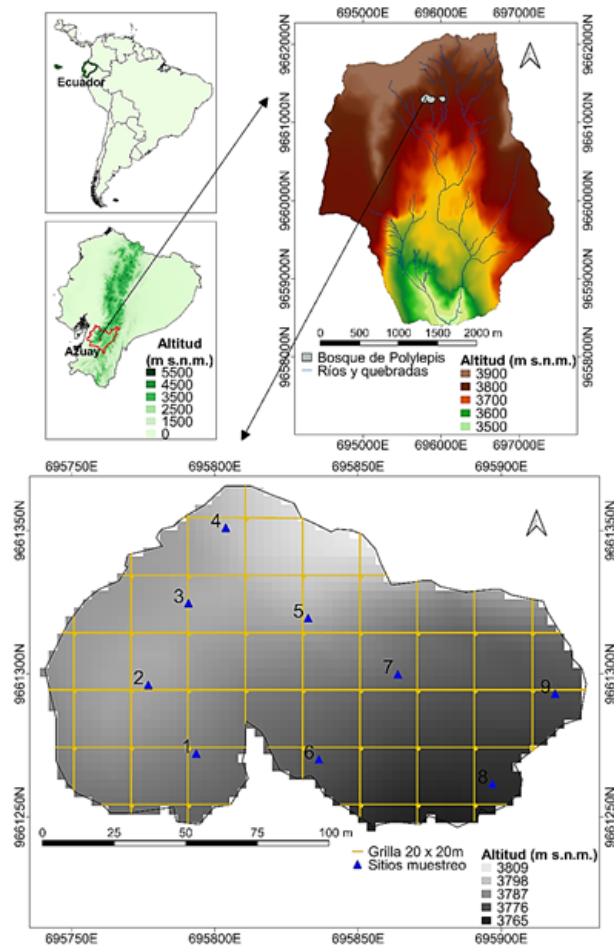 Ecuador
Azuay
Altitud
(m s.n.m.)
5500
4500
3500
2500
1500
0
695000E 696000E 697000E
9662000N
9661000N
9660000N
9659000N
9658000N
0 500 1000 1500 2000 m
Bosque de Polylepis
Ríos y quebradas
Altitud (m s.n.m.)
3900
3800
3700
3600
3500
695000E 696000E 697000E
695750E 695800E 695850E 695900E
9661350N 9661350N
4
3
5
2
7
9
9661300N 9661300N
1
6
8
9661250N 9661250N
0 25 50 75 100 m
Grilla 20 x 20m
Sitios muestreo
Altitud (m s.n.m.)
3809
3798
3787
3776
3765
695750E 695800E 695850E 695900E